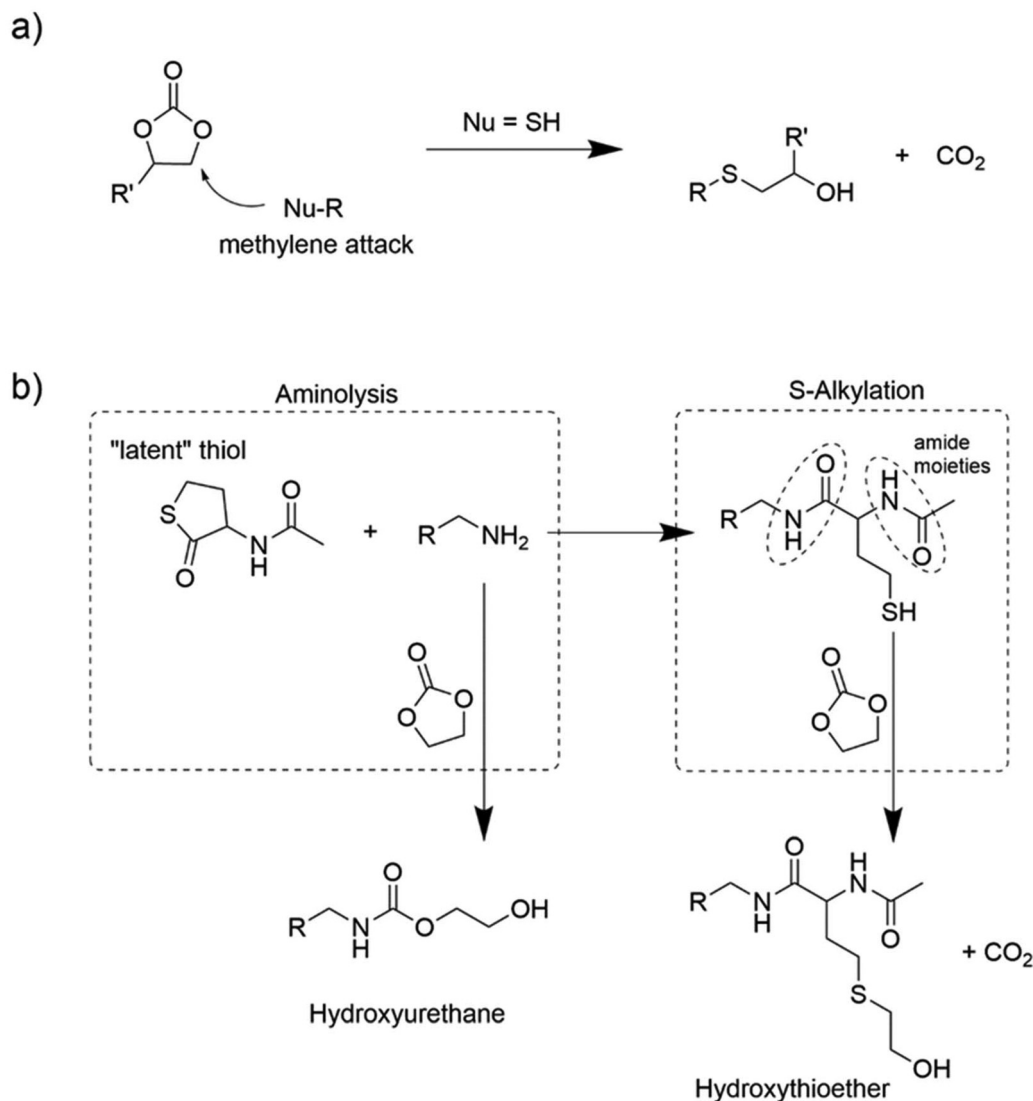 a)
O
O
O
R'
Nu-R
methylene attack
Nu = SH
R'
S
R
OH
+ CO₂
b)
Aminolysis
S-Alkylation
"latent" thiol
S
O
N
H
O
+
R
NH₂
amide
moieties
R
N
H
O
H
N
O
SH
O
O
O
O
O
O
R
N
H
O
O
OH
Hydroxyurethane
R
N
H
O
H
N
O
S
OH
+ CO₂
Hydroxythioether